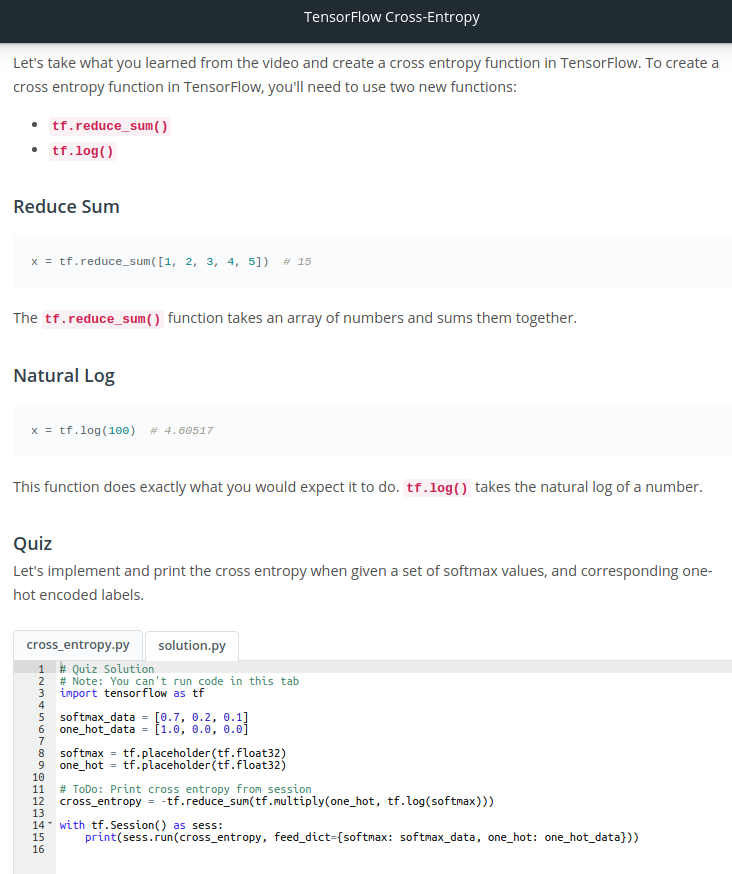 TensorFlow Cross-Entropy
Let's take what you learned from the video and create a cross entropy function in TensorFlow. To create a
cross entropy function in TensorFlow, you'll need to use two new functions:
• tf.reduce_sum()
• tf.log()
Reduce Sum
x = tf.reduce_sum([1, 2, 3, 4, 5])  # 15
The tf.reduce_sum() function takes an array of numbers and sums them together.
Natural Log
x = tf.log(100)  # 4.60517
This function does exactly what you would expect it to do. tf.log() takes the natural log of a number.
Quiz
Let's implement and print the cross entropy when given a set of softmax values, and corresponding one-
hot encoded labels.
cross_entropy.py solution.py
1 # Quiz Solution
2 # Note: You can't run code in this tab
3 import tensorflow as tf
4
5 softmax_data = [0.7, 0.2, 0.1]
6 one_hot_data = [1.0, 0.0, 0.0]
7
8 softmax = tf.placeholder(tf.float32)
9 one_hot = tf.placeholder(tf.float32)
10
11 # ToDo: Print cross entropy from session
12 cross_entropy = -tf.reduce_sum(tf.multiply(one_hot, tf.log(softmax)))
13
14 with tf.Session() as sess:
15     print(sess.run(cross_entropy, feed_dict={softmax: softmax_data, one_hot: one_hot_data}))
16